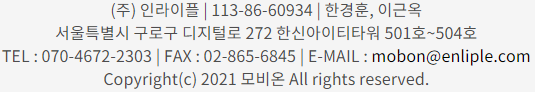 (주) 인라이플 | 113-86-60934 | 한경훈, 이근옥
서울특별시 구로구 디지털로 272 한신아이티타워 501호~504호
TEL : 070-4672-2303 | FAX : 02-865-6845 | E-MAIL : mobon@enliple.com
Copyright(c) 2021 모비온 All rights reserved.